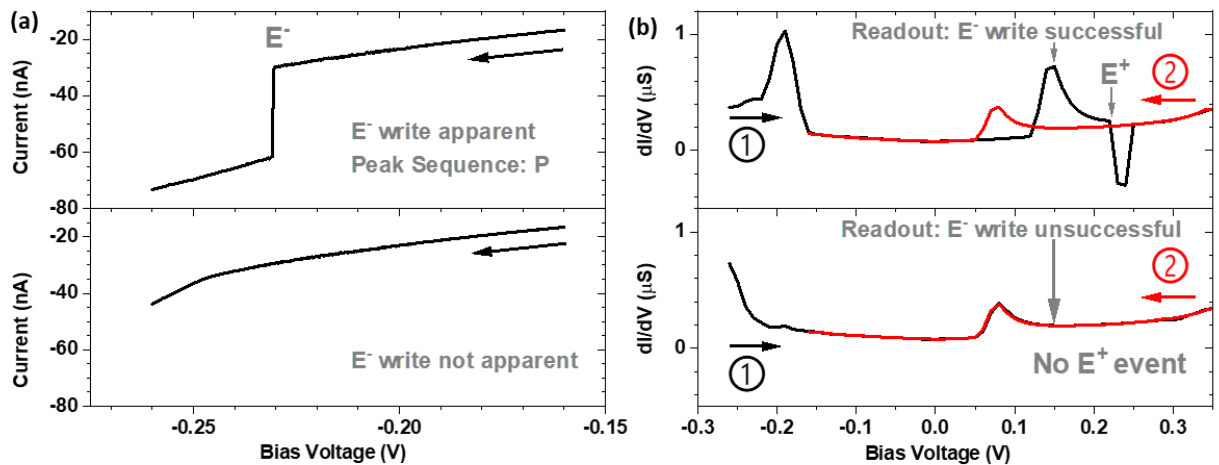 (a)
E⁻
-20
-40
-60
-80
Current (nA)
E⁻ write apparent
Peak Sequence: P
-20
-40
-60
-80
Current (nA)
E⁻ write not apparent
-0.25
-0.20
-0.15
Bias Voltage (V)
(b)
1
0
dI/dV (μS)
Readout: E⁻ write successful
E⁺
②
①
1
0
dI/dV (μS)
Readout: E⁻ write unsuccessful
②
①
No E⁺ event
-0.3
-0.2
-0.1
0.0
0.1
0.2
0.3
Bias Voltage (V)